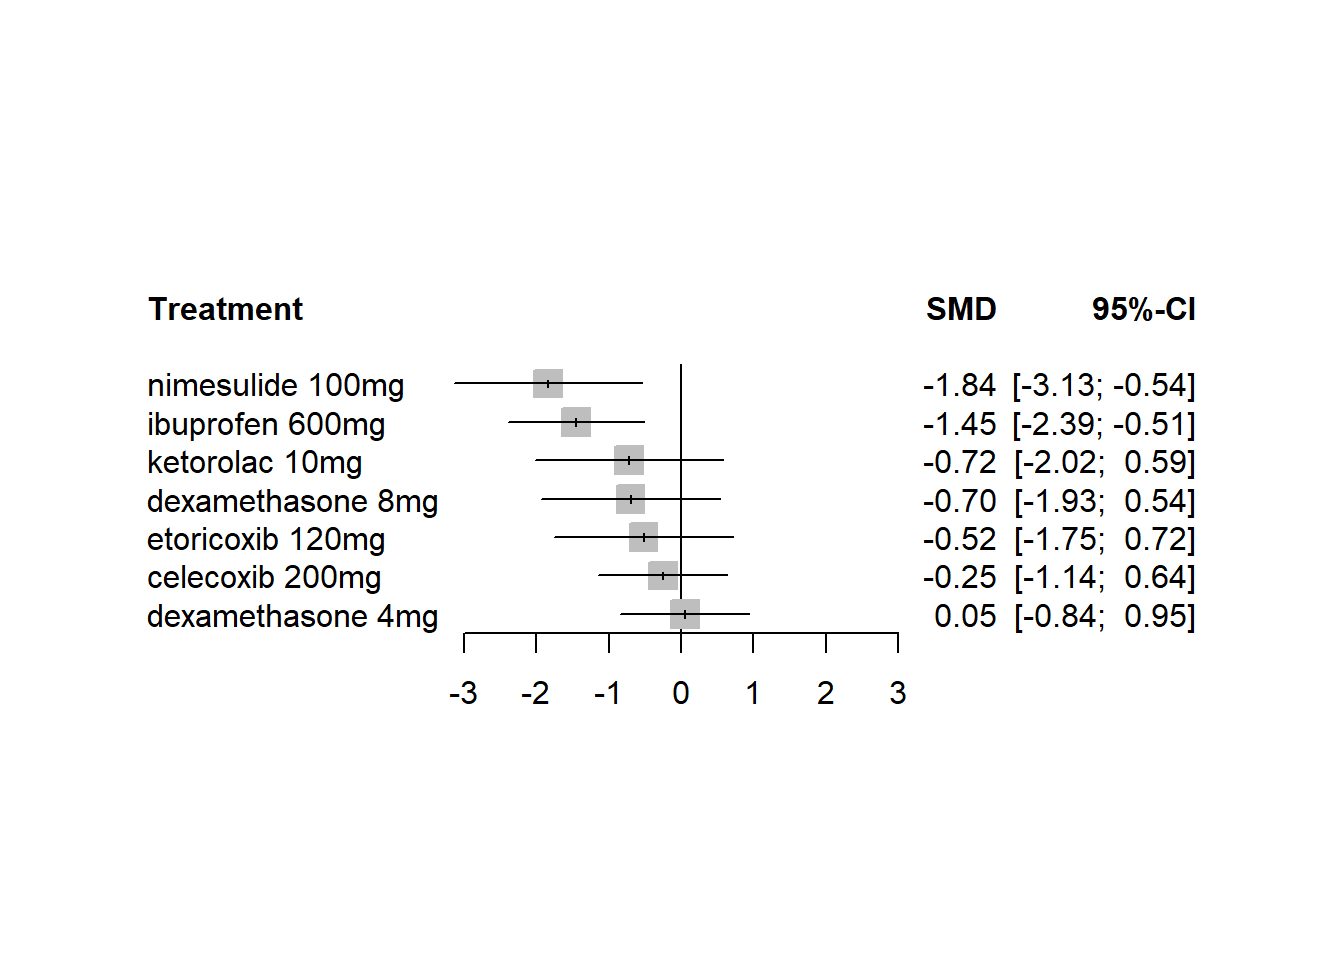 Treatment SMD 95%-CI
nimesulide 100mg -1.84 [-3.13; -0.54]
ibuprofen 600mg -1.45 [-2.39; -0.51]
ketorolac 10mg -0.72 [-2.02; 0.59]
dexamethasone 8mg -0.70 [-1.93; 0.54]
etoricoxib 120mg -0.52 [-1.75; 0.72]
celecoxib 200mg -0.25 [-1.14; 0.64]
dexamethasone 4mg 0.05 [-0.84; 0.95]
-3 -2 -1 0 1 2 3